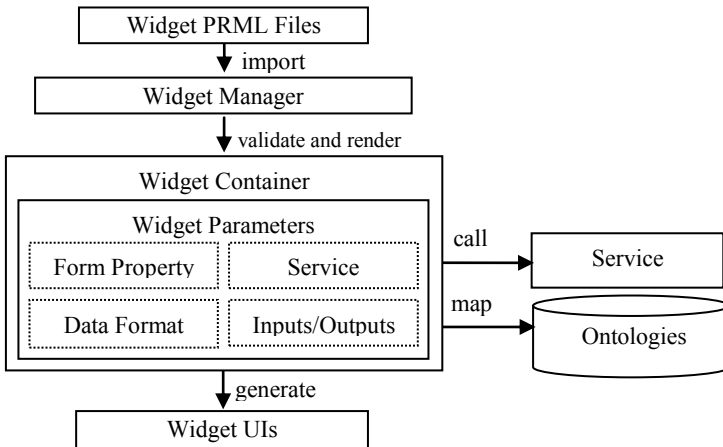 Widget PRML Files
import
Widget Manager
validate and render
Widget Container
Widget Parameters
Form Property
Service
Data Format
Inputs/Outputs
call
Service
map
Ontologies
generate
Widget UIs